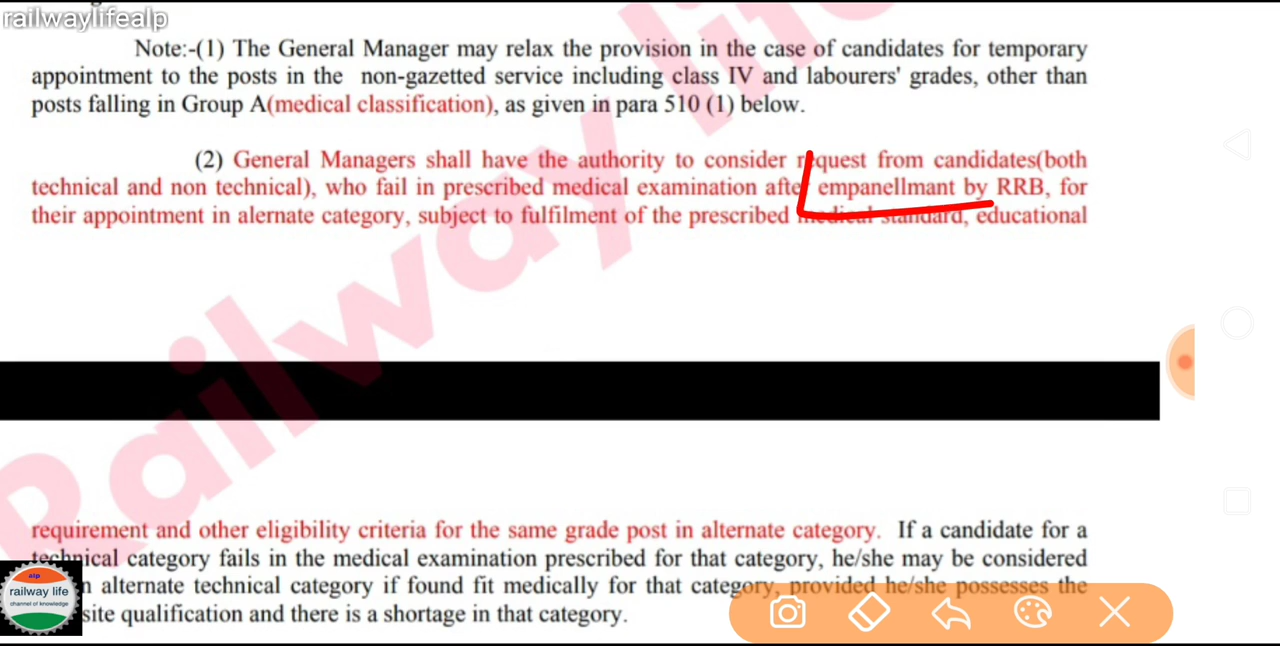 railwaylifealp
Note:-(1) The General Manager may relax the provision in the case of candidates for temporary
appointment to the posts in the non-gazetted service including class IV and labourers' grades, other than
posts falling in Group A(medical classification), as given in para 510 (1) below.
(2) General Managers shall have the authority to consider request from candidates(both
technical and non technical), who fail in prescribed medical examination after empanellmant by RRB, for
their appointment in alernate category, subject to fulfilment of the prescribed medical standard, educational
Railway life
requirement and other eligibility criteria for the same grade post in alternate category. If a candidate for a
technical category fails in the medical examination prescribed for that category, he/she may be considered
n alternate technical category if found fit medically for that category, provided he/she possesses the
site qualification and there is a shortage in that category.
alp
railway life
channel of knowledge